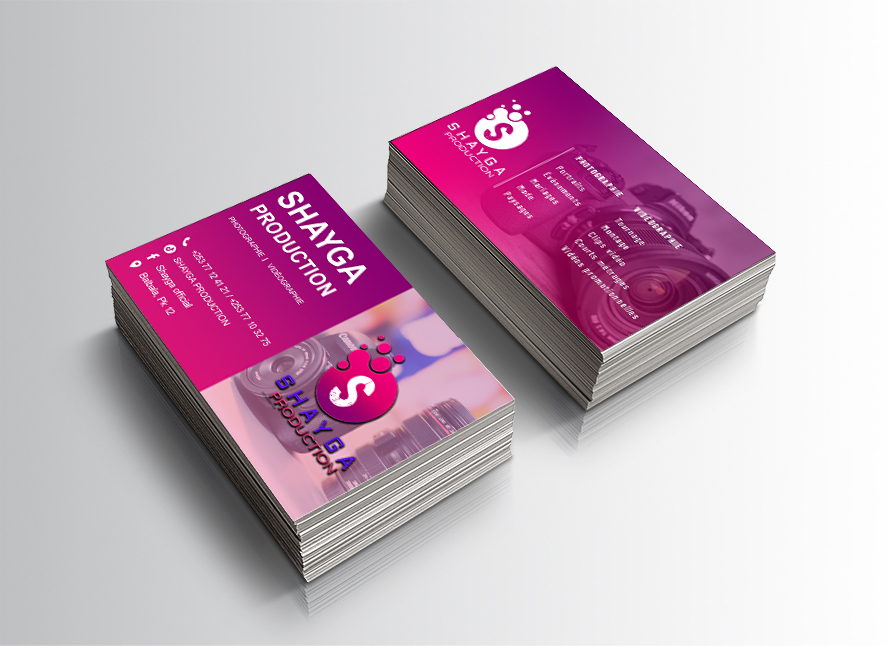 SHAYGA
PRODUCTION
PHOTOGRAPHIE | VIDÉOGRAPHIE
+253 77 12 41 21 / +253 77 10 32 75
SHAYGA PRODUCTION
Shayga official
Balbala, Pk 12
S
SHAYGA
PRODUCTION
S
SHAYGA
PRODUCTION
PHOTOGRAPHIE
Portraits
Evénements
Mariages
Mode
Paysages
VIDÉOGRAPHIE
Tournage
Montage
Clips vidéo
Courts métrages
Vidéos promotionnelles